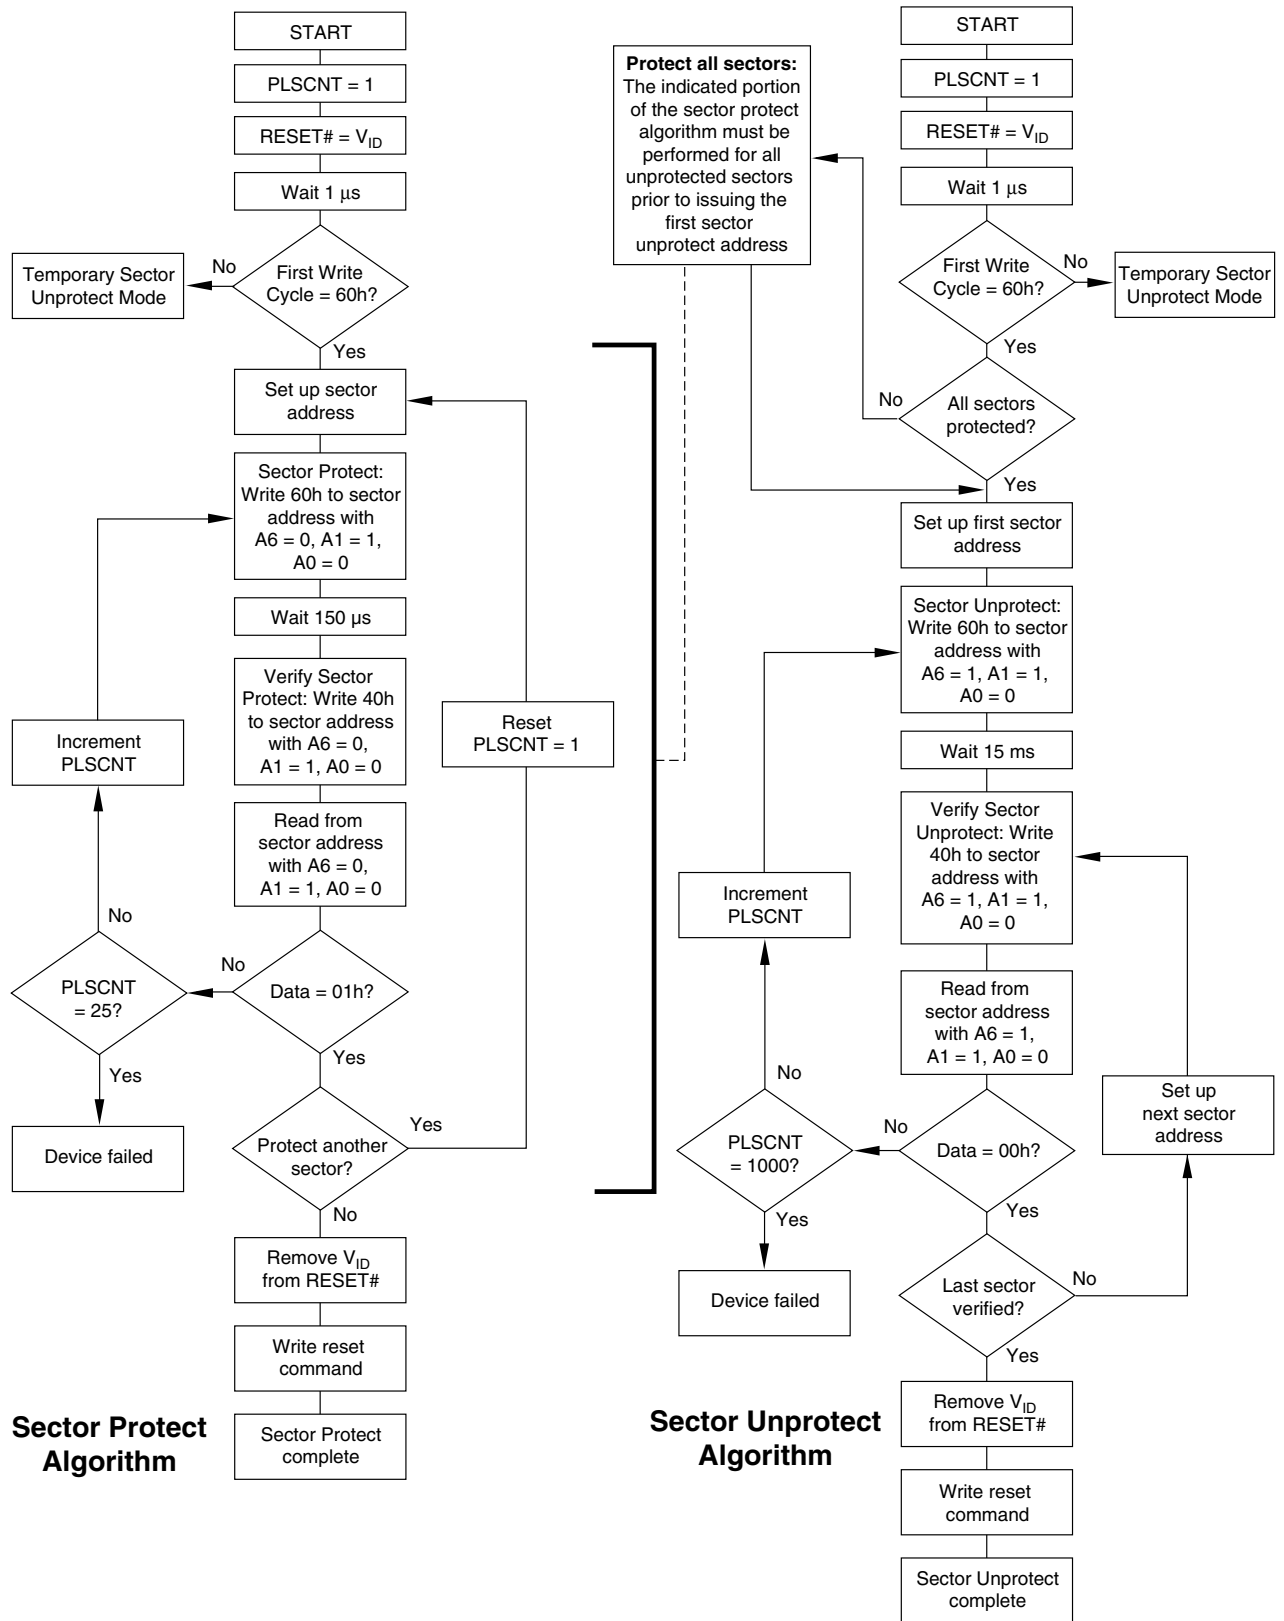 START
PLSCNT = 1
RESET# = VID
Wait 1 μs
First Write
Cycle = 60h?
No
Temporary Sector
Unprotect Mode
Yes
Set up sector
address
Sector Protect:
Write 60h to sector
address with
A6 = 0, A1 = 1,
A0 = 0
Wait 150 µs
Verify Sector
Protect: Write 40h
to sector address
with A6 = 0,
A1 = 1, A0 = 0
Read from
sector address
with A6 = 0,
A1 = 1, A0 = 0
Data = 01h?
No
PLSCNT
= 25?
No
Increment
PLSCNT
Yes
Device failed
Yes
Protect another
sector?
Yes
Reset
PLSCNT = 1
No
Remove VID
from RESET#
Write reset
command
Sector Protect
complete
Sector Protect
Algorithm
Protect all sectors:
The indicated portion
of the sector protect
algorithm must be
performed for all
unprotected sectors
prior to issuing the
first sector
unprotect address
START
PLSCNT = 1
RESET# = VID
Wait 1 μs
First Write
Cycle = 60h?
No
Temporary Sector
Unprotect Mode
Yes
All sectors
protected?
No
Yes
Set up first sector
address
Sector Unprotect:
Write 60h to sector
address with
A6 = 1, A1 = 1,
A0 = 0
Wait 15 ms
Verify Sector
Unprotect: Write
40h to sector
address with
A6 = 1, A1 = 1,
A0 = 0
Read from
sector address
with A6 = 1,
A1 = 1, A0 = 0
Data = 00h?
No
PLSCNT
= 1000?
No
Increment
PLSCNT
Yes
Device failed
Yes
Last sector
verified?
No
Set up
next sector
address
Yes
Remove VID
from RESET#
Write reset
command
Sector Unprotect
complete
Sector Unprotect
Algorithm